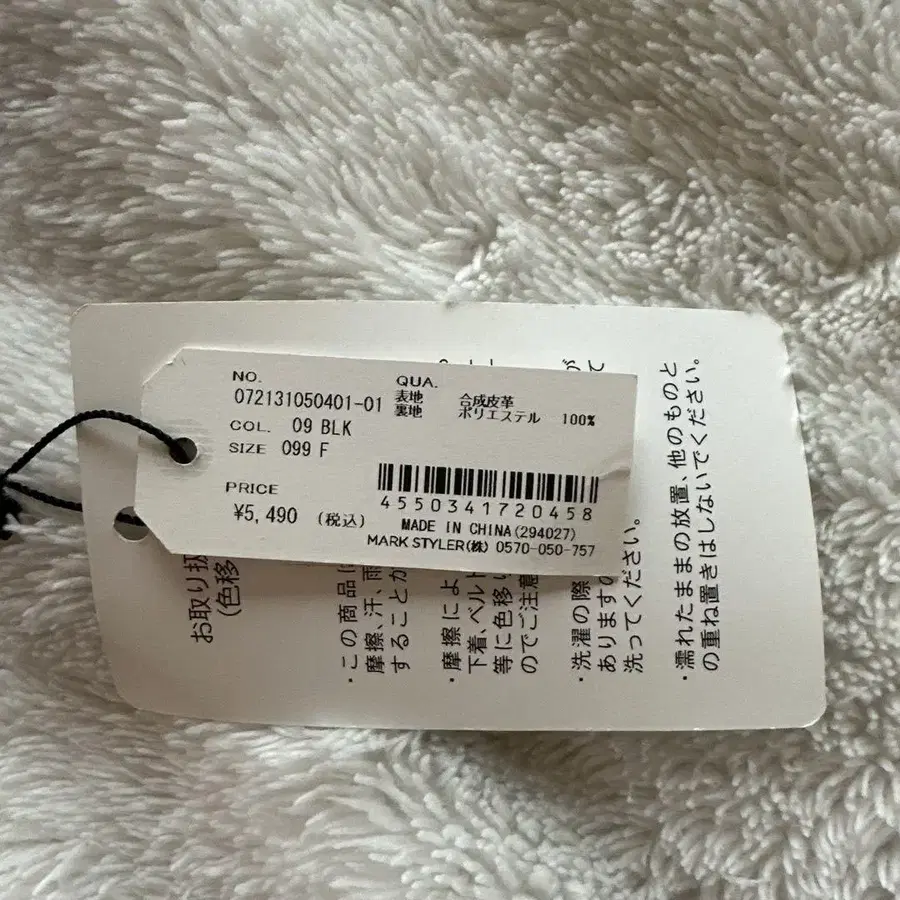 NO.
072131050401-01
COL. 09 BLK
SIZE 099 F
PRICE
¥5,490 (税込)
QUA.
表地 合成皮革
裏地 ポリエステル 100%
4550341720458
MADE IN CHINA(294027)
MARK STYLER(株) 0570-050-757
お取り扱
(色移
・この商品
摩擦、汗、雨
することが
・摩擦によ
下着、ベルト
等に色移り
のでご注意
・洗濯の際
ありますの
洗ってください。
・濡れたままの放置、他のものと
の重ね置きはしないでください。